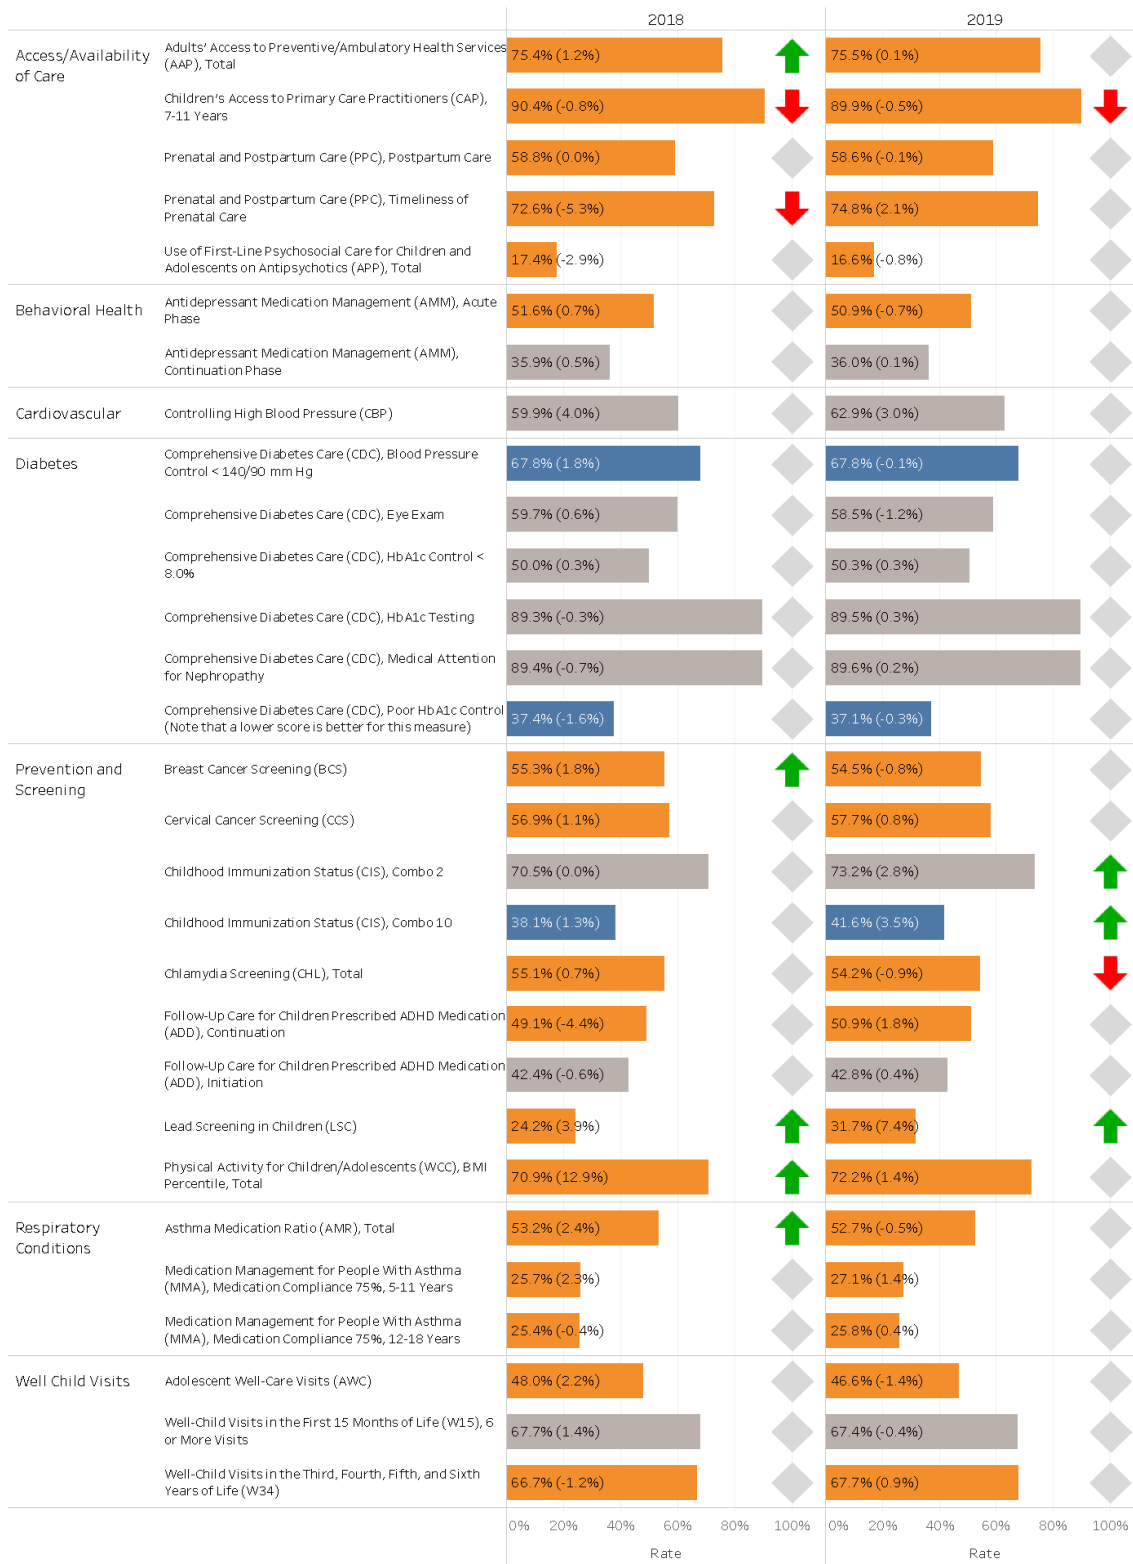 2018
2019
Access/Availability
of Care
Adults' Access to Preventive/Ambulatory Health Services
(AAP), Total
75.4% (1.2%)
75.5% (0.1%)
Children's Access to Primary Care Practitioners (CAP),
7-11 Years
90.4% (-0.8%)
89.9% (-0.5%)
Prenatal and Postpartum Care (PPC), Postpartum Care
58.8% (0.0%)
58.6% (-0.1%)
Prenatal and Postpartum Care (PPC), Timeliness of
Prenatal Care
72.6% (-5.3%)
74.8% (2.1%)
Use of First-Line Psychosocial Care for Children and
Adolescents on Antipsychotics (APP), Total
17.4% (-2.9%)
16.6% (-0.8%)
Behavioral Health
Antidepressant Medication Management (AMM), Acute
Phase
51.6% (0.7%)
50.9% (-0.7%)
Antidepressant Medication Management (AMM),
Continuation Phase
35.9% (0.5%)
36.0% (0.1%)
Cardiovascular
Controlling High Blood Pressure (CBP)
59.9% (4.0%)
62.9% (3.0%)
Diabetes
Comprehensive Diabetes Care (CDC), Blood Pressure
Control < 140/90 mm Hg
67.8% (1.8%)
67.8% (-0.1%)
Comprehensive Diabetes Care (CDC), Eye Exam
59.7% (0.6%)
58.5% (-1.2%)
Comprehensive Diabetes Care (CDC), HbA1c Control <
8.0%
50.0% (0.3%)
50.3% (0.3%)
Comprehensive Diabetes Care (CDC), HbA1c Testing
89.3% (-0.3%)
89.5% (0.3%)
Comprehensive Diabetes Care (CDC), Medical Attention
for Nephropathy
89.4% (-0.7%)
89.6% (0.2%)
Comprehensive Diabetes Care (CDC), Poor HbA1c Control
(Note that a lower score is better for this measure)
37.4% (-1.6%)
37.1% (-0.3%)
Prevention and
Screening
Breast Cancer Screening (BCS)
55.3% (1.8%)
54.5% (-0.8%)
Cervical Cancer Screening (CCS)
56.9% (1.1%)
57.7% (0.8%)
Childhood Immunization Status (CIS), Combo 2
70.5% (0.0%)
73.2% (2.8%)
Childhood Immunization Status (CIS), Combo 10
38.1% (1.3%)
41.6% (3.5%)
Chlamydia Screening (CHL), Total
55.1% (0.7%)
54.2% (-0.9%)
Follow-Up Care for Children Prescribed ADHD Medication
(ADD), Continuation
49.1% (-4.4%)
50.9% (1.8%)
Follow-Up Care for Children Prescribed ADHD Medication
(ADD), Initiation
42.4% (-0.6%)
42.8% (0.4%)
Lead Screening in Children (LSC)
24.2% (3.9%)
31.7% (7.4%)
Physical Activity for Children/Adolescents (WCC), BMI
Percentile, Total
70.9% (12.9%)
72.2% (1.4%)
Respiratory
Conditions
Asthma Medication Ratio (AMR), Total
53.2% (2.4%)
52.7% (-0.5%)
Medication Management for People With Asthma
(MMA), Medication Compliance 75%, 5-11 Years
25.7% (2.3%)
27.1% (1.4%)
Medication Management for People With Asthma
(MMA), Medication Compliance 75%, 12-18 Years
25.4% (-0.4%)
25.8% (0.4%)
Well Child Visits
Adolescent Well-Care Visits (AWC)
48.0% (2.2%)
46.6% (-1.4%)
Well-Child Visits in the First 15 Months of Life (W15), 6
or More Visits
67.7% (1.4%)
67.4% (-0.4%)
Well-Child Visits in the Third, Fourth, Fifth, and Sixth
Years of Life (W34)
66.7% (-1.2%)
67.7% (0.9%)
0% 20% 40% 60% 80% 100%
0% 20% 40% 60% 80% 100%
Rate
Rate